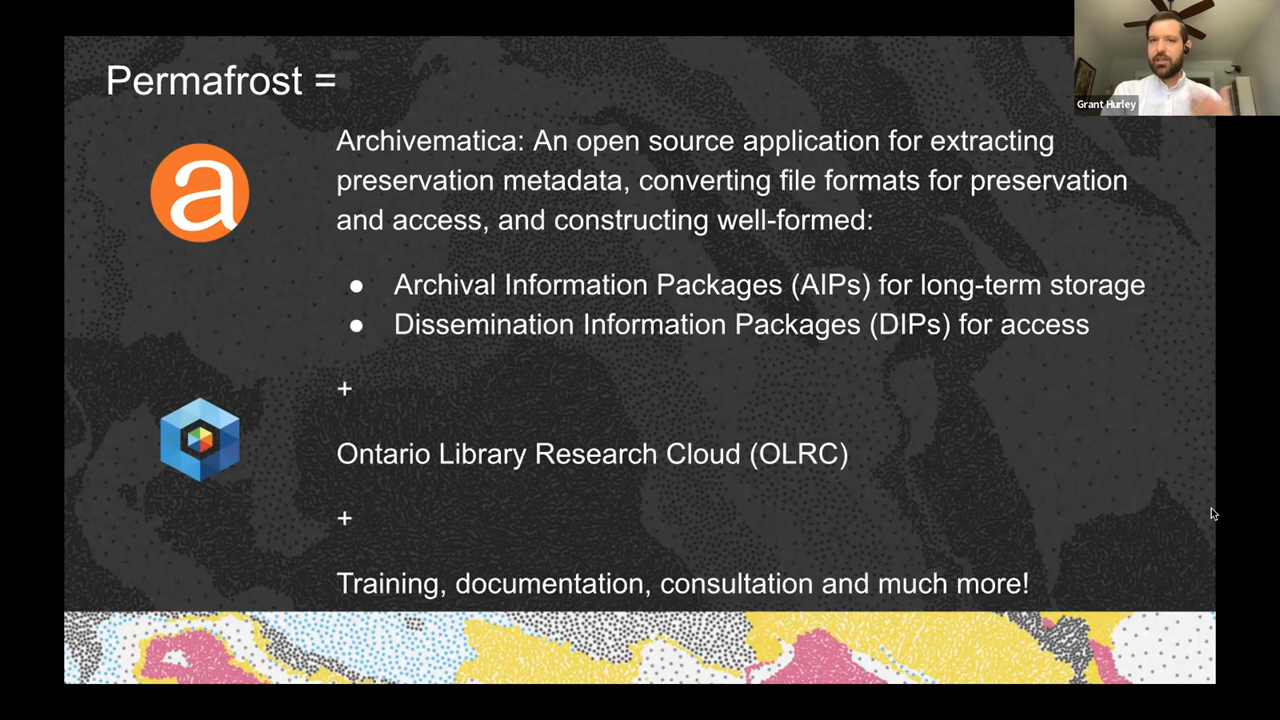 Permafrost =
Grant Hurley
a
Archivematica: An open source application for extracting
preservation metadata, converting file formats for preservation
and access, and constructing well-formed:
● Archival Information Packages (AIPs) for long-term storage
● Dissemination Information Packages (DIPs) for access
+
Ontario Library Research Cloud (OLRC)
+
Training, documentation, consultation and much more!